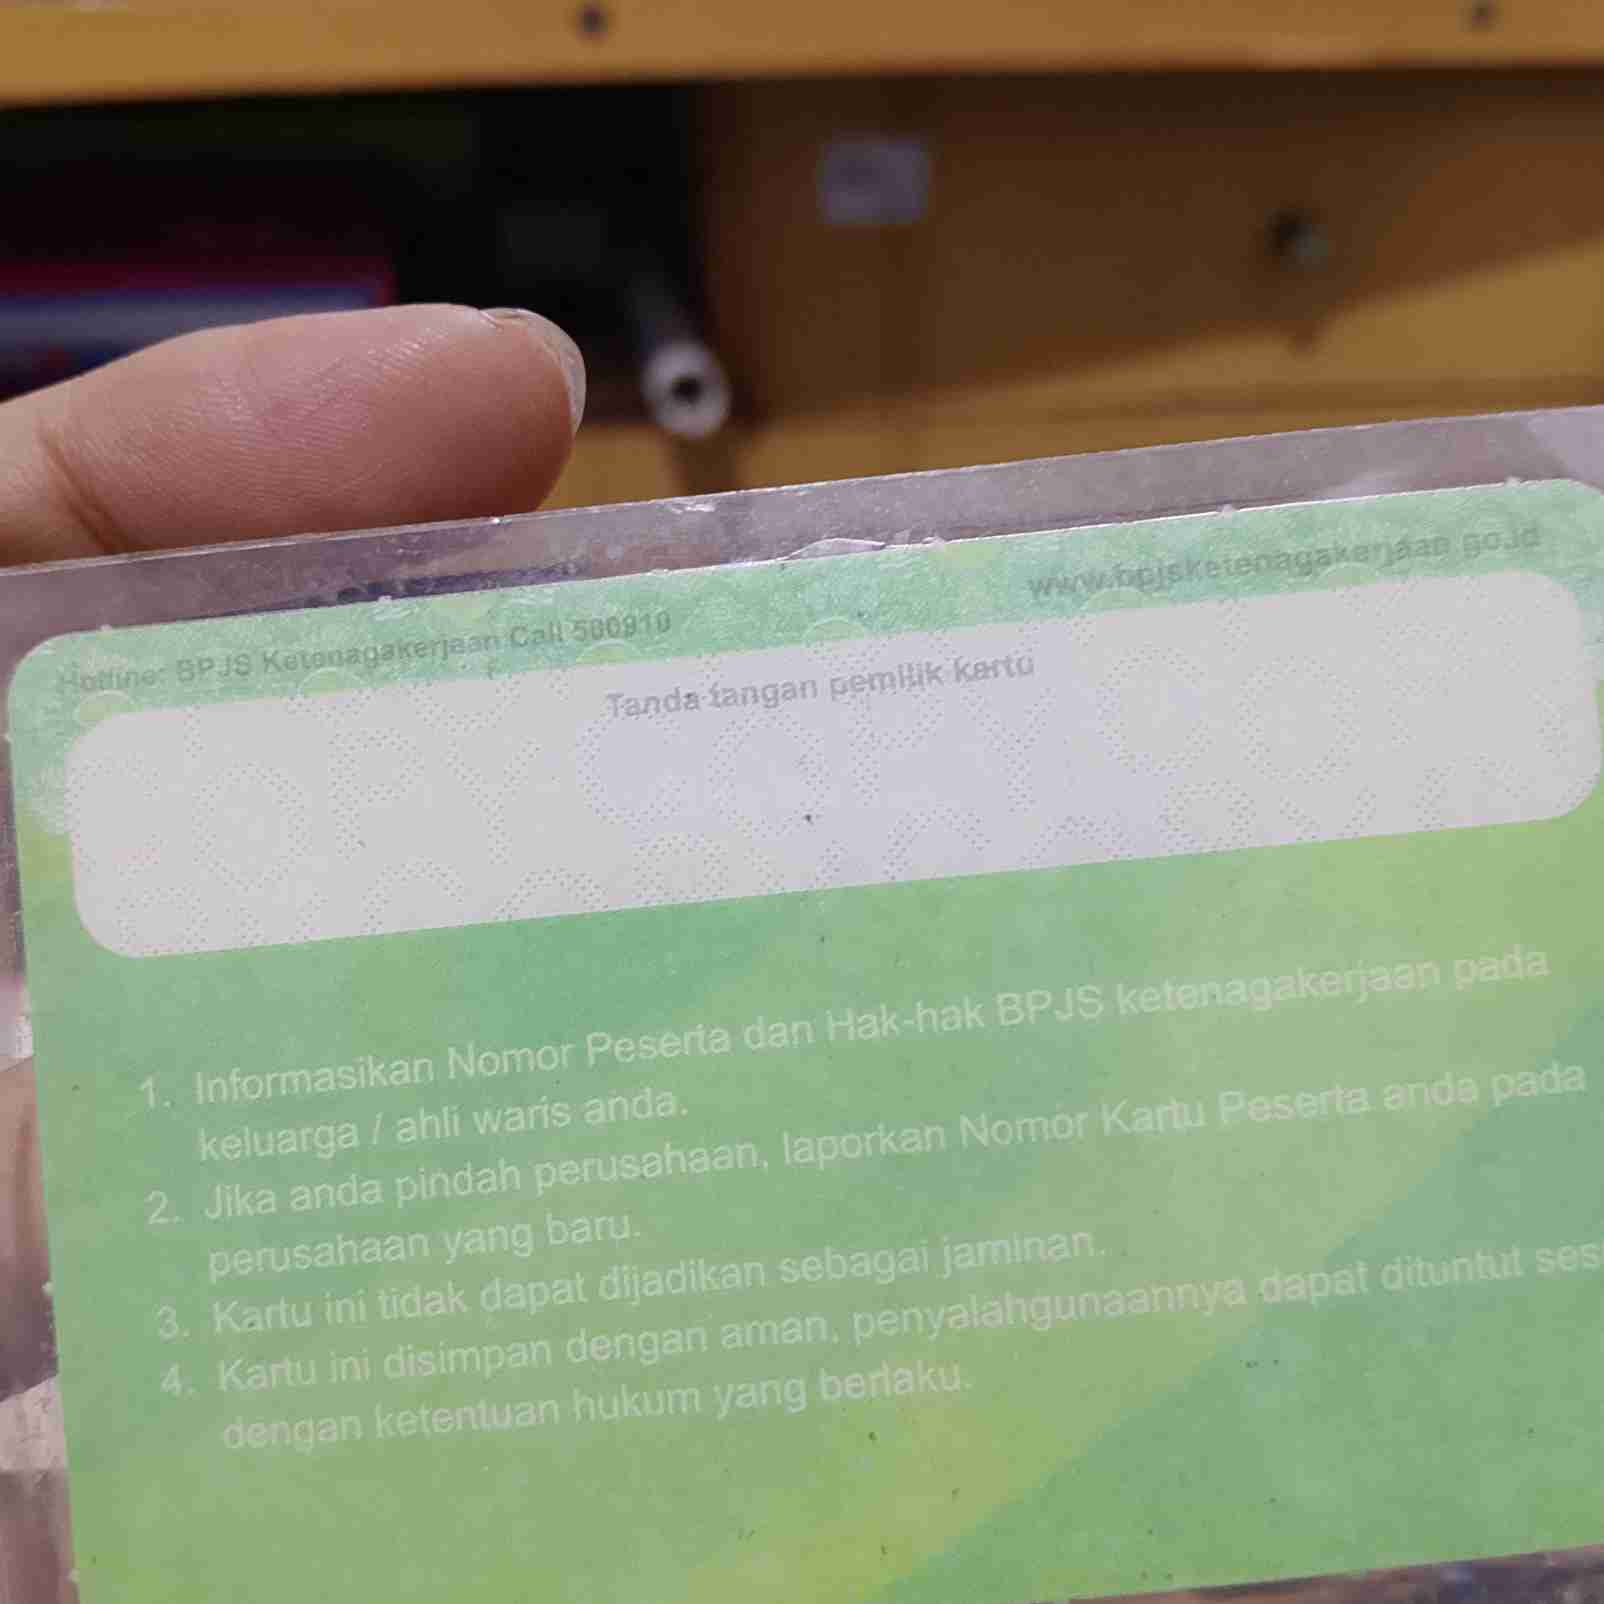 Hotline: BPJS Ketenagakerjaan Call 500910
www.bpjsketenagakerjaan.go.id
Tanda tangan pemilik kartu
COPYCOPYCO
1. Informasikan Nomor Peserta dan Hak-hak BPJS ketenagakerjaan pada
keluarga / ahli waris anda.
2. Jika anda pindah perusahaan, laporkan Nomor Kartu Peserta anda pada
perusahaan yang baru.
3. Kartu ini tidak dapat dijadikan sebagai jaminan.
4. Kartu ini disimpan dengan aman, penyalahgunaannya dapat dituntut ses
dengan ketentuan hukum yang berlaku.